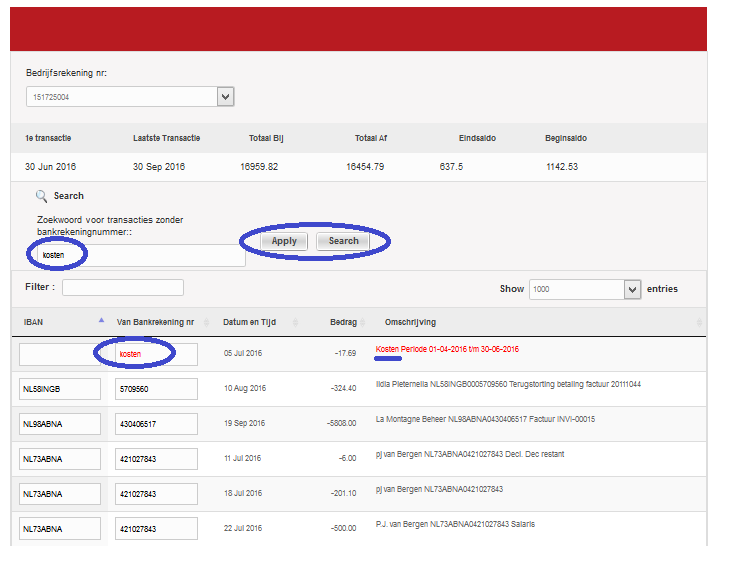 Bedrijfsrekening nr:
151725004
1e transactie Laatste Transactie Totaal Bij Totaal Af Eindsaldo Beginsaldo
30 Jun 2016 30 Sep 2016 16959.82 16454.79 637.5 1142.53
Search
Zoekwoord voor transacties zonder
bankrekeningnummer::
kosten Apply Search
Filter : Show 1000 entries
IBAN Van Bankrekening nr Datum en Tijd Bedrag Omschrijving
kosten 05 Jul 2016 -17.69 Kosten Periode 01-04-2016 t/m 30-06-2016
NL58INGB 5709560 10 Aug 2016 -324.40 Ildia Pieternella NL58INGB0005709560 Terugstorting betaling factuur 20111044
NL98ABNA 430406517 19 Sep 2016 -5808.00 La Montagne Beheer NL98ABNA0430406517 Factuur INVI-00015
NL73ABNA 421027843 11 Jul 2016 -6.00 pj van Bergen NL73ABNA0421027843 Decl. Dec restant
NL73ABNA 421027843 18 Jul 2016 -201.10 pj van Bergen NL73ABNA0421027843
NL73ABNA 421027843 22 Jul 2016 -500.00 P.J. van Bergen NL73ABNA0421027843 Salaris